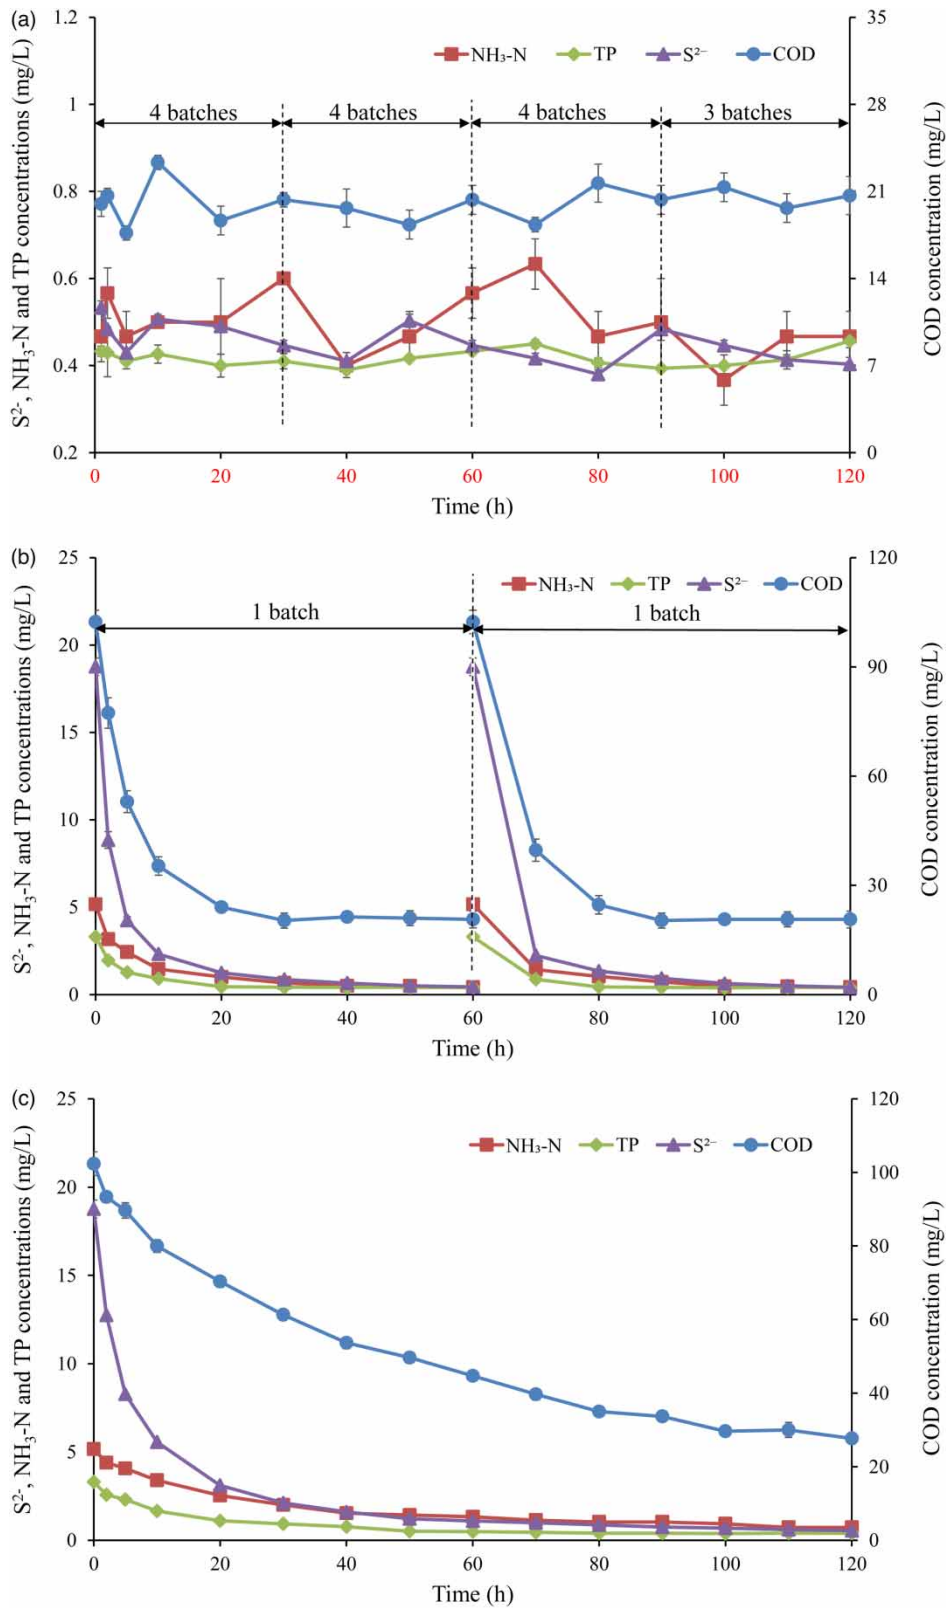 (a)
1.2
1
0.8
0.6
0.4
0.2
S²⁻, NH₃-N and TP concentrations (mg/L)
NH₃-N TP S²⁻ COD
4 batches 4 batches 4 batches 3 batches
35
28
21
14
7
0
COD concentration (mg/L)
0 20 40 60 80 100 120
Time (h)
(b)
25
20
15
10
5
0
S²⁻, NH₃-N and TP concentrations (mg/L)
NH₃-N TP S²⁻ COD
1 batch 1 batch
120
90
60
30
0
COD concentration (mg/L)
0 20 40 60 80 100 120
Time (h)
(c)
25
20
15
10
5
0
S²⁻, NH₃-N and TP concentrations (mg/L)
NH₃-N TP S²⁻ COD
120
100
80
60
40
20
0
COD concentration (mg/L)
0 20 40 60 80 100 120
Time (h)